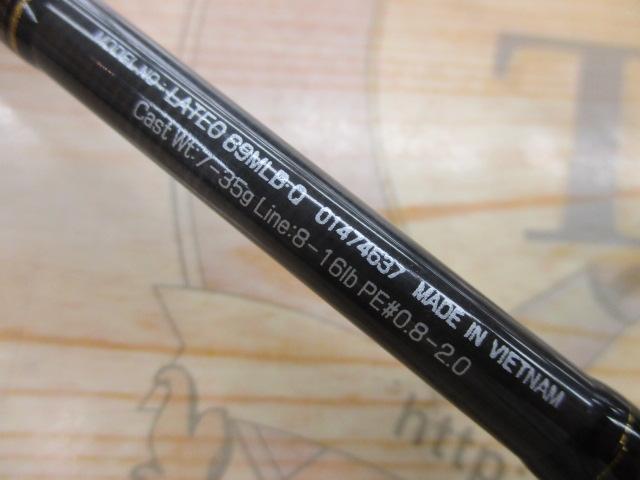 MODEL NO. LATEO 89MLB·Q 01474637 MADE IN VIETNAM
Cast Wt:7-35g Line:8-16lb PE#0.8-2.0
T
http: